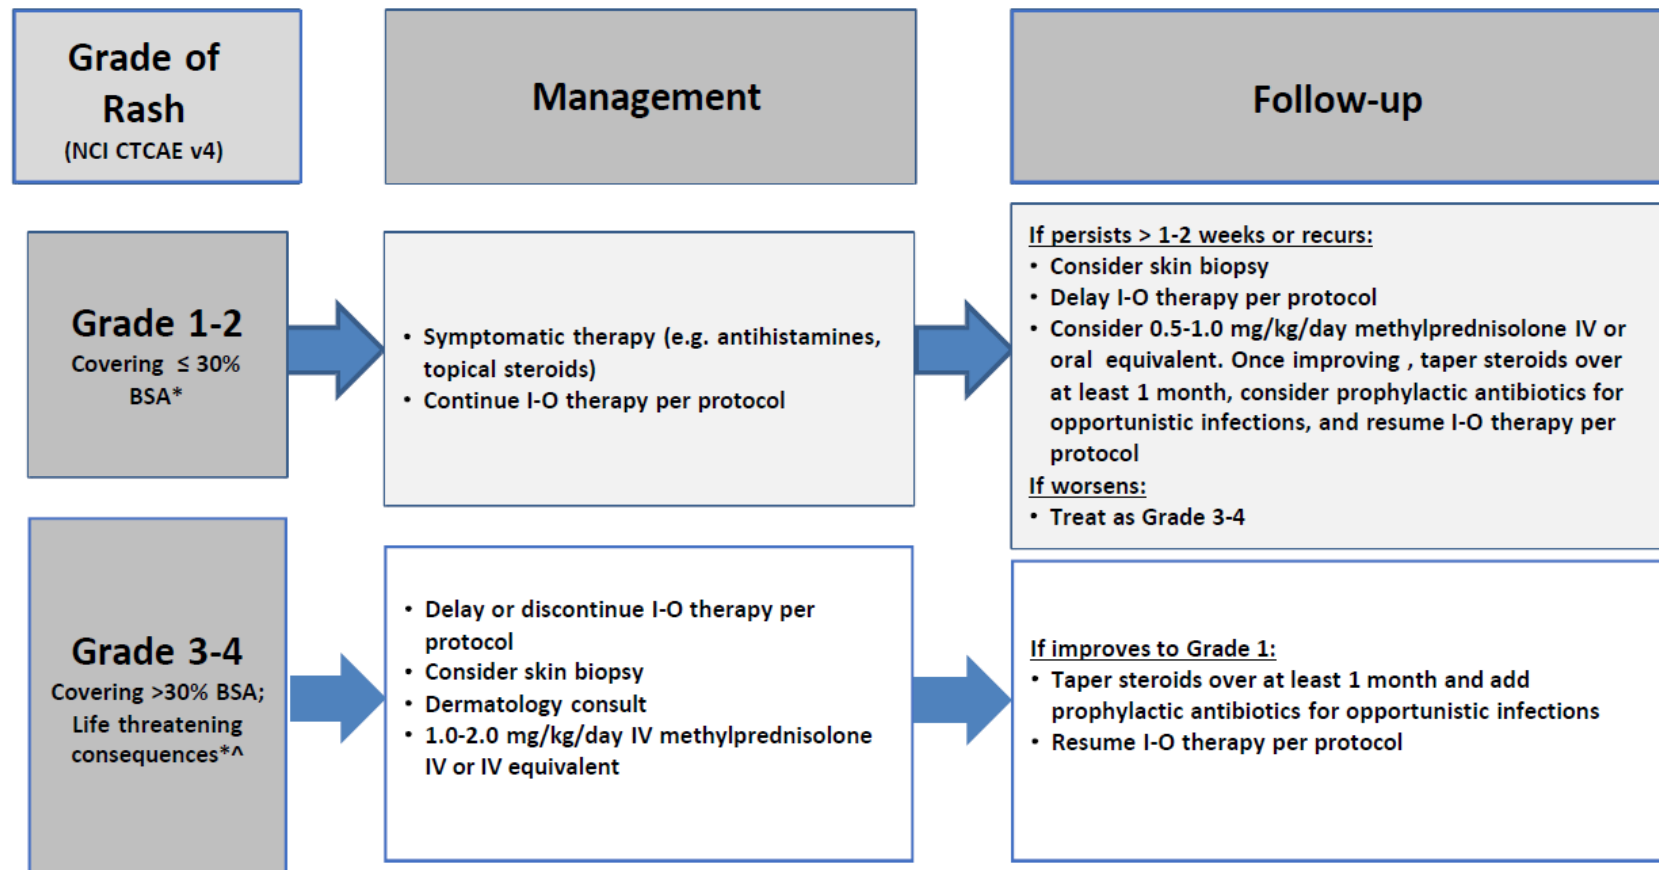 Grade of
Rash
(NCI CTCAE v4)
Management
Follow-up
Grade 1-2
Covering ≤ 30%
BSA*
• Symptomatic therapy (e.g. antihistamines,
topical steroids)
• Continue I-O therapy per protocol
If persists > 1-2 weeks or recurs:
• Consider skin biopsy
• Delay I-O therapy per protocol
• Consider 0.5-1.0 mg/kg/day methylprednisolone IV or
oral equivalent. Once improving , taper steroids over
at least 1 month, consider prophylactic antibiotics for
opportunistic infections, and resume I-O therapy per
protocol
If worsens:
• Treat as Grade 3-4
Grade 3-4
Covering >30% BSA;
Life threatening
consequences*^
• Delay or discontinue I-O therapy per
protocol
• Consider skin biopsy
• Dermatology consult
• 1.0-2.0 mg/kg/day IV methylprednisolone
IV or IV equivalent
If improves to Grade 1:
• Taper steroids over at least 1 month and add
prophylactic antibiotics for opportunistic infections
• Resume I-O therapy per protocol